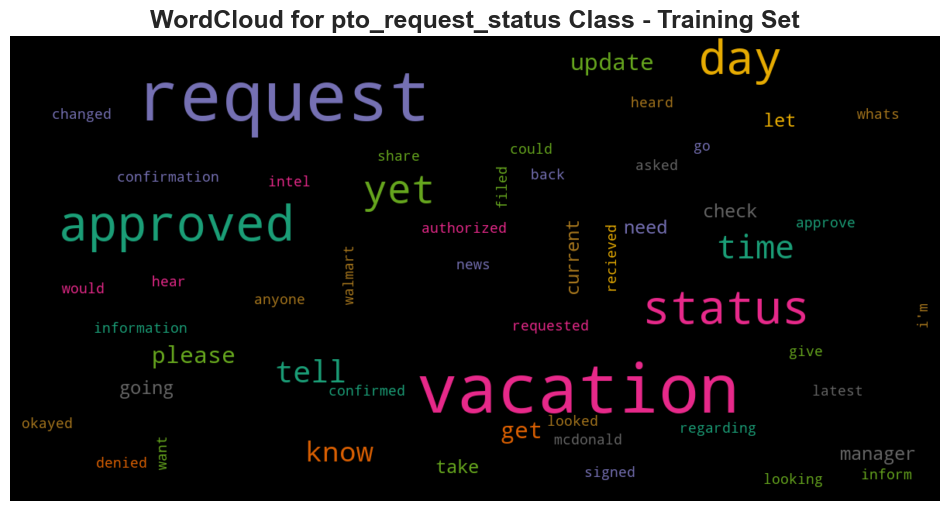 WordCloud for pto_request_status Class - Training Set
day
update
request
heard
changed
let
whats
could
go
share
asked
confirmation
intel
yet
filed
back
check
approved
authorized
current
recieved
need
time
approve
news
walmart
would
hear
anyone
status
i'm
information
requested
please
tell
give
going
confirmed
vacation
latest
okayed
looked
get
mcdonald
regarding
denied
want
know
take
signed
manager
looking
inform